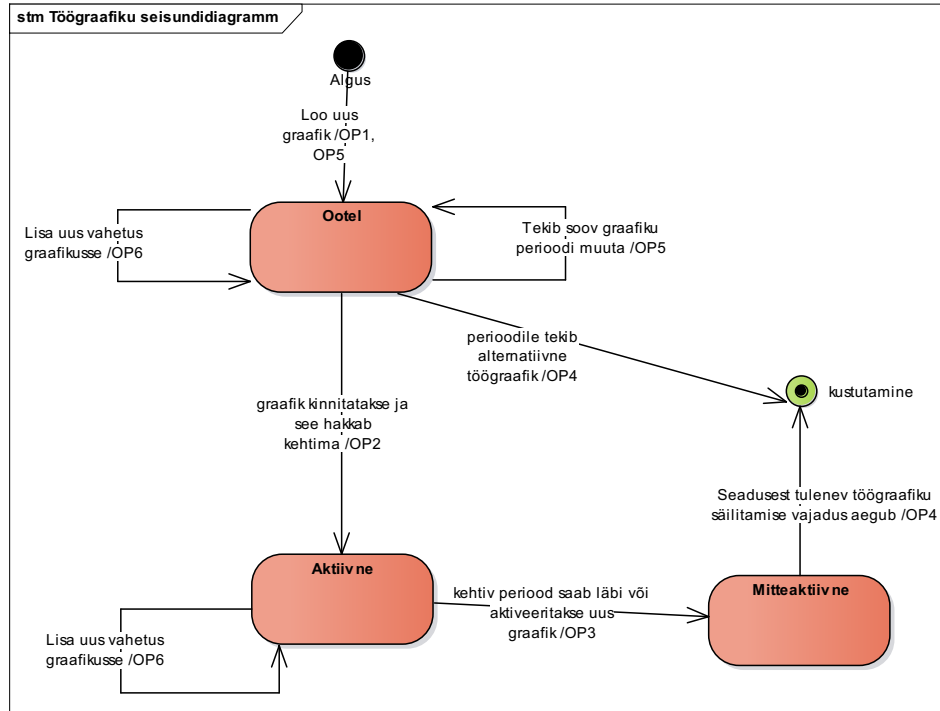 stm Töögraafiku seisundidiagramm
Algus
Loo uus
graafik /OP1,
OP5
Ootel
Lisa uus vahetus
graafikusse /OP6
Tekib soov graafiku
perioodi muuta /OP5
perioodile tekib
alternatiivne
töögraafik /OP4
kustutamine
graafik kinnitatakse ja
see hakkab
kehtima /OP2
Seadusest tulenev töögraafiku
säilitamise vajadus aegub /OP4
Aktiivne
kehtiv periood saab läbi või
aktiveeritakse uus
graafik /OP3
Mitteaktiivne
Lisa uus vahetus
graafikusse /OP6